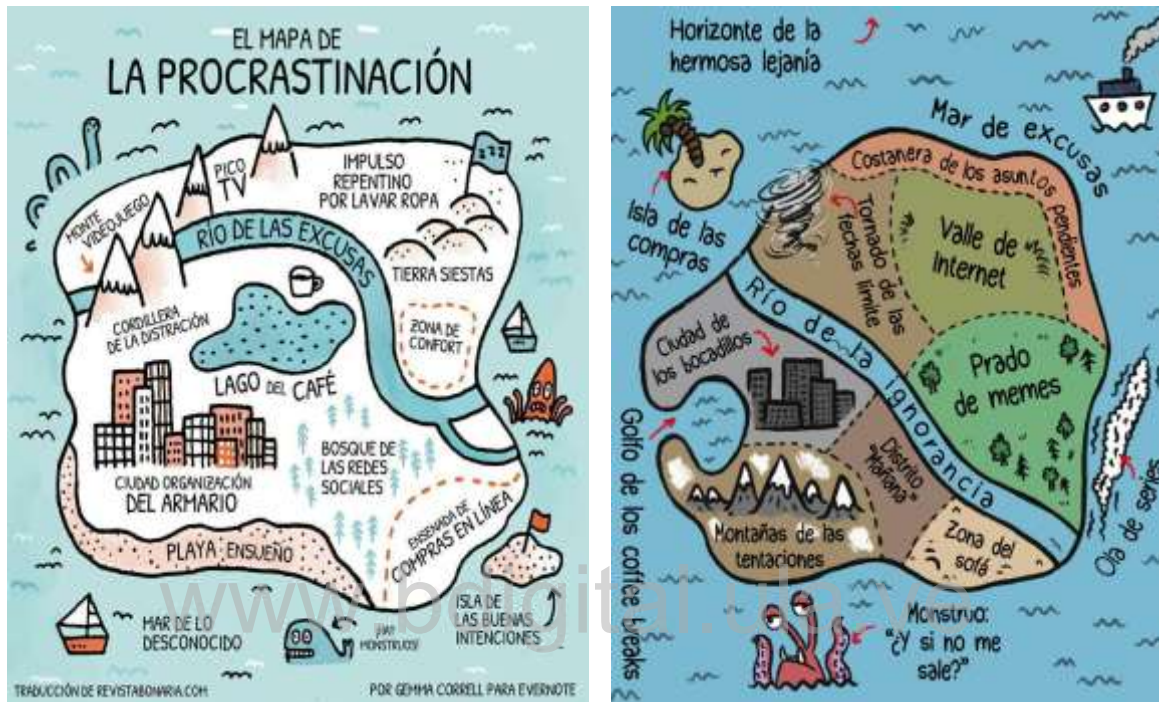 EL MAPA DE
LA PROCRASTINACIÓN
MONTE
VIDEOJUEGO
PICO
TV
IMPULSO
REPENTINO
POR LAVAR ROPA
ZZZ
RÍO DE LAS EXCUSAS
TIERRA SIESTAS
CORDILLERA
DE LA DISTRACIÓN
ZONA DE
CONFORT
LAGO DEL CAFÉ
BOSQUE DE
LAS REDES
SOCIALES
CIUDAD ORGANIZACIÓN
DEL ARMARIO
ENSENADA DE
COMPRAS EN LÍNEA
PLAYA ENSUEÑO
MAR DE LO
DESCONOCIDO
¡HAY
MONSTRUOS!
ISLA DE
LAS BUENAS
INTENCIONES
TRADUCCIÓN DE REVISTABONARIA.COM
POR GEMMA CORRELL PARA EVERNOTE
Horizonte de la
hermosa lejanía
Mar de excusas
Costanera de los asuntos pendientes
Isla de las
compras
Tornado de las
fechas límite
Valle de
Internet
Río de la ignorancia
Ciudad de
los bocadillos
Prado
de memes
Golfo de los coffee breaks
Distrito
"Mañana"
Montañas de las
tentaciones
Zona del
sofá
Ola de series
Monstruo:
"¿Y si no me
sale?"
www.bdigital.ula.ve